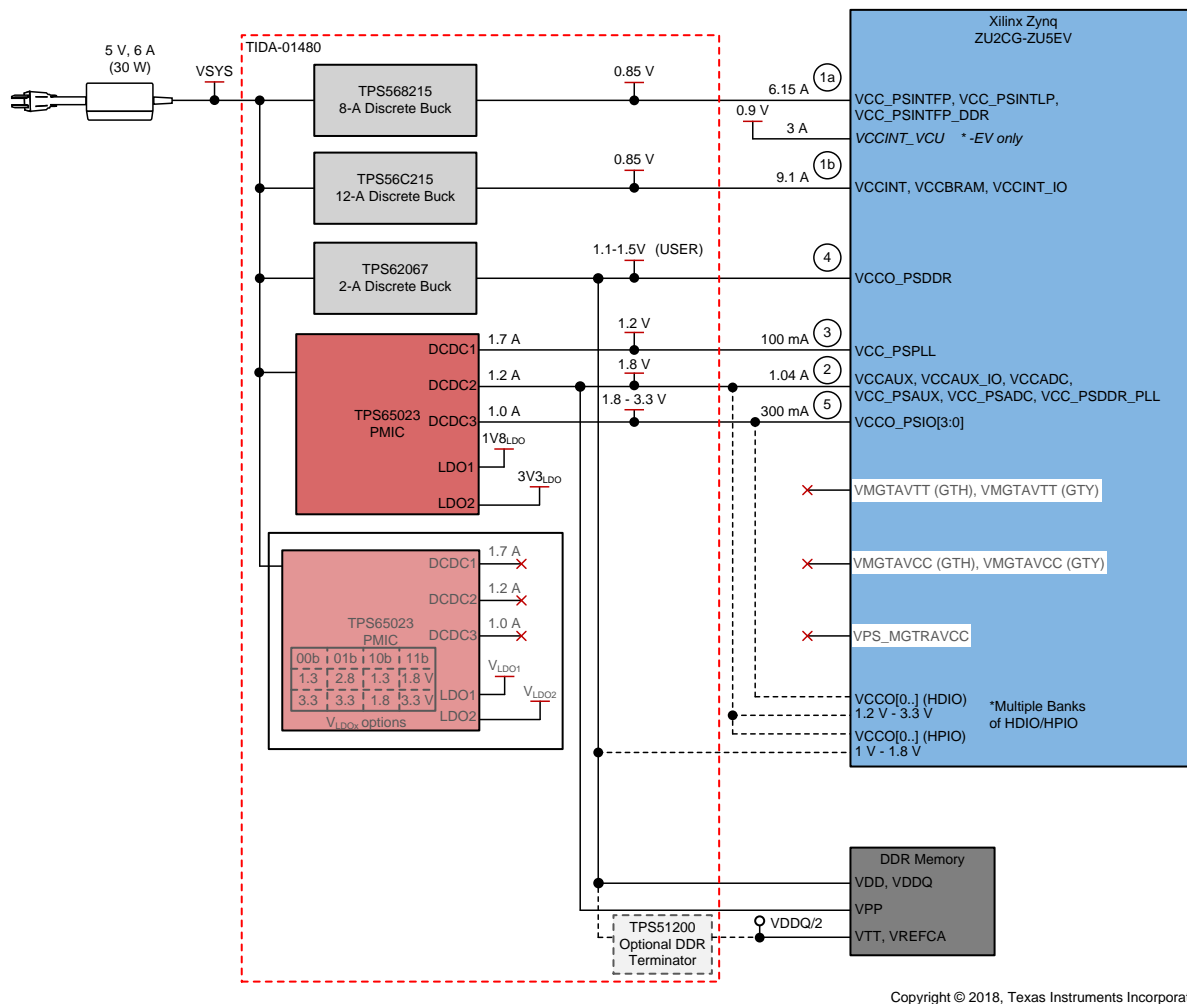 5 V, 6 A
(30 W)
VSYS
TIDA-01480
TPS568215
8-A Discrete Buck
0.85 V
6.15 A
1a
TPS56C215
12-A Discrete Buck
0.85 V
9.1 A
1b
TPS62067
2-A Discrete Buck
1.1-1.5V (USER)
4
TPS65023
PMIC
DCDC1
1.7 A
1.2 V
100 mA
3
DCDC2
1.2 A
1.8 V
1.04 A
2
DCDC3
1.0 A
1.8 - 3.3 V
300 mA
5
LDO1
1V8LDO
LDO2
3V3LDO
TPS65023
PMIC
DCDC1
1.7 A
DCDC2
1.2 A
DCDC3
1.0 A
00b 01b 10b 11b
1.3 2.8 1.3 1.8 V
3.3 3.3 1.8 3.3 V
VLDOx options
LDO1
VLDO1
LDO2
VLDO2
Xilinx Zynq
ZU2CG-ZU5EV
VCC_PSINTFP, VCC_PSINTLP,
VCC_PSINTFP_DDR
0.9 V
3 A
VCCINT_VCU * -EV only
VCCINT, VCCBRAM, VCCINT_IO
VCCO_PSDDR
VCC_PSPLL
VCCAUX, VCCAUX_IO, VCCADC,
VCC_PSAUX, VCC_PSADC, VCC_PSDDR_PLL
VCCO_PSIO[3:0]
VMGTAVTT (GTH), VMGTAVTT (GTY)
VMGTAVCC (GTH), VMGTAVCC (GTY)
VPS_MGTRAVCC
VCCO[0..] (HDIO)
1.2 V - 3.3 V
VCCO[0..] (HPIO)
1 V - 1.8 V
*Multiple Banks
of HDIO/HPIO
DDR Memory
VDD, VDDQ
VPP
VTT, VREFCA
TPS51200
Optional DDR
Terminator
VDDQ/2
Copyright © 2018, Texas Instruments Incorpora